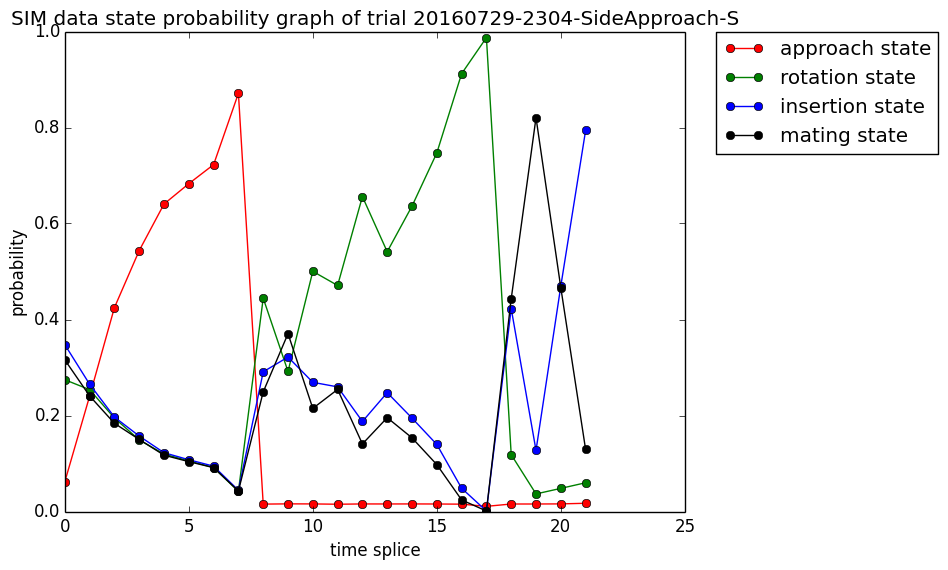 SIM data state probability graph of trial 20160729-2304-SideApproach-S
1.0
0.8
0.6
0.4
0.2
0.0
probability
0 5 10 15 20 25
time splice
approach state
rotation state
insertion state
mating state